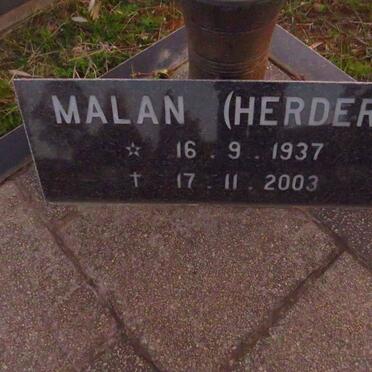 MALAN (HERDER
☆ 16 . 9 . 1937
† 17 . 11 . 2003